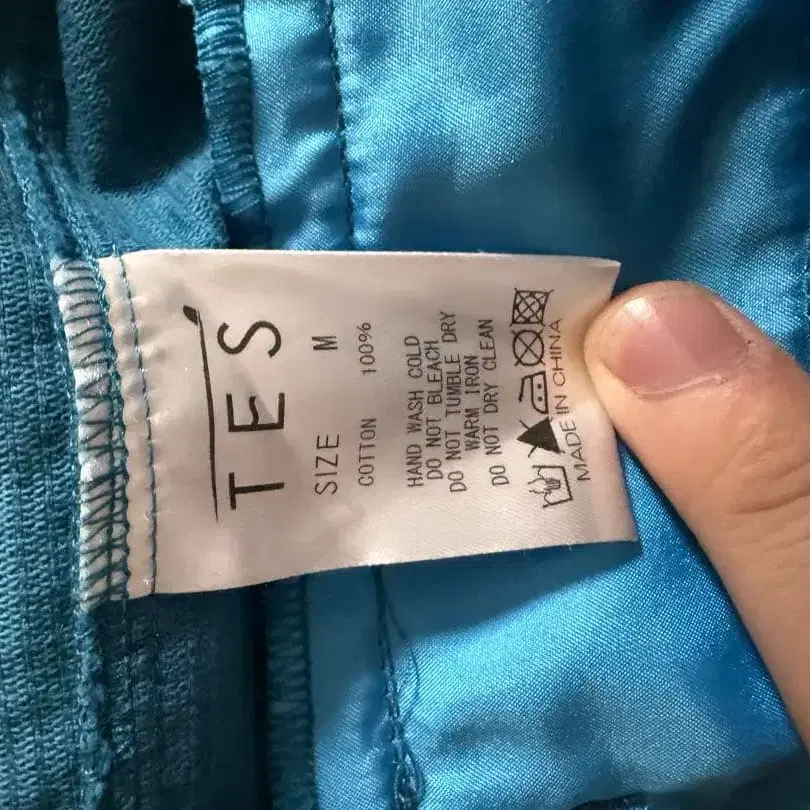 TES
SIZE M
COTTON 100%
HAND WASH COLD
DO NOT BLEACH
DO NOT TUMBLE DRY
WARM IRON
DO NOT DRY CLEAN
MADE IN CHINA